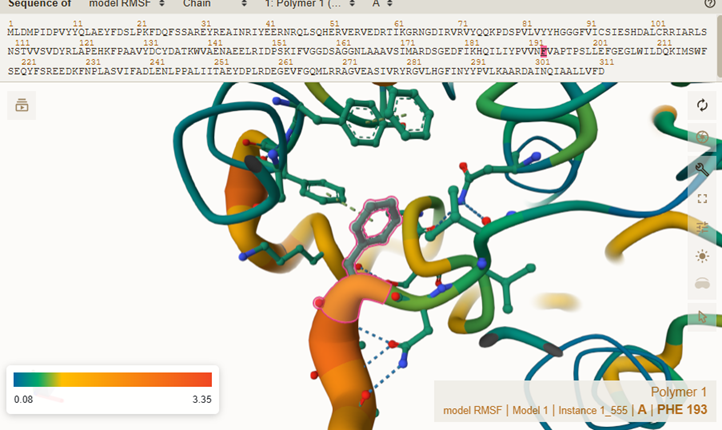 Sequence of model RMSF Chain 1: Polymer 1 (... A
1 11 21 31 41 51 61 71 81 91 101
MLDMPIDPVYYQLAEYFDSLPKFDQFSSAREYREAINRIYEERNRQLSQHERVERVEDRTIKGRNGDIRVRVYQQKPDSPVLVYYHGGGFVICSIESHDALCRRIARLS
111 121 131 141 151 161 171 181 191 201 211
NSTVVSVDYRLAPEHKFPAAVYDCYDATKWVAENAEELRIDPSKIFVGGDSAGGNLAAAVSIMARDSGEDFIKHQILIYPVVNFVAPTPSLLEFGEGLWILDQKIMSWF
221 231 241 251 261 271 281 291 301 311
SEQYFSREEDKFNPLASVIFADLENLPPALIITAEYDPLRDEGEVFGQMLRRAGVEASIVRYRGVLHGFINYYPVLKAARDAINQIAALLVFD
0.08 3.35
Polymer 1
model RMSF | Model 1 | Instance 1_555 | A | PHE 193